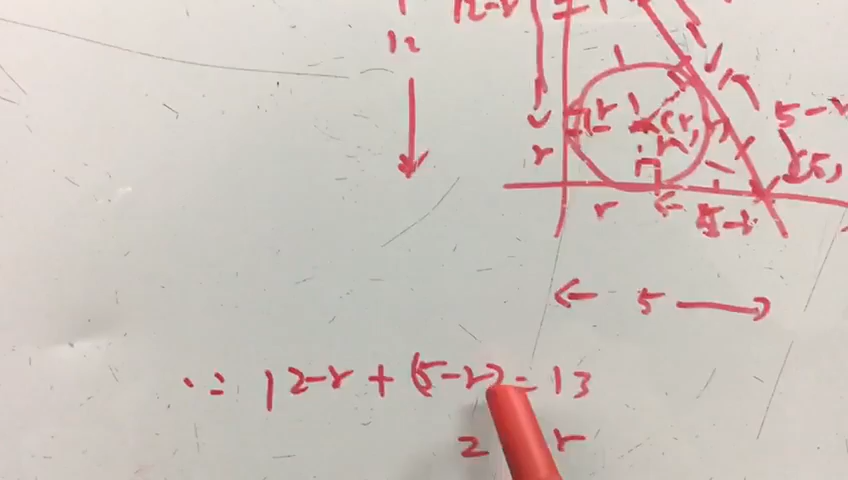 12-r
12
r
r
(r, r)
5-r
(5,
r
5-r
5
∵ 12-r + (5-r) = 13
2 r